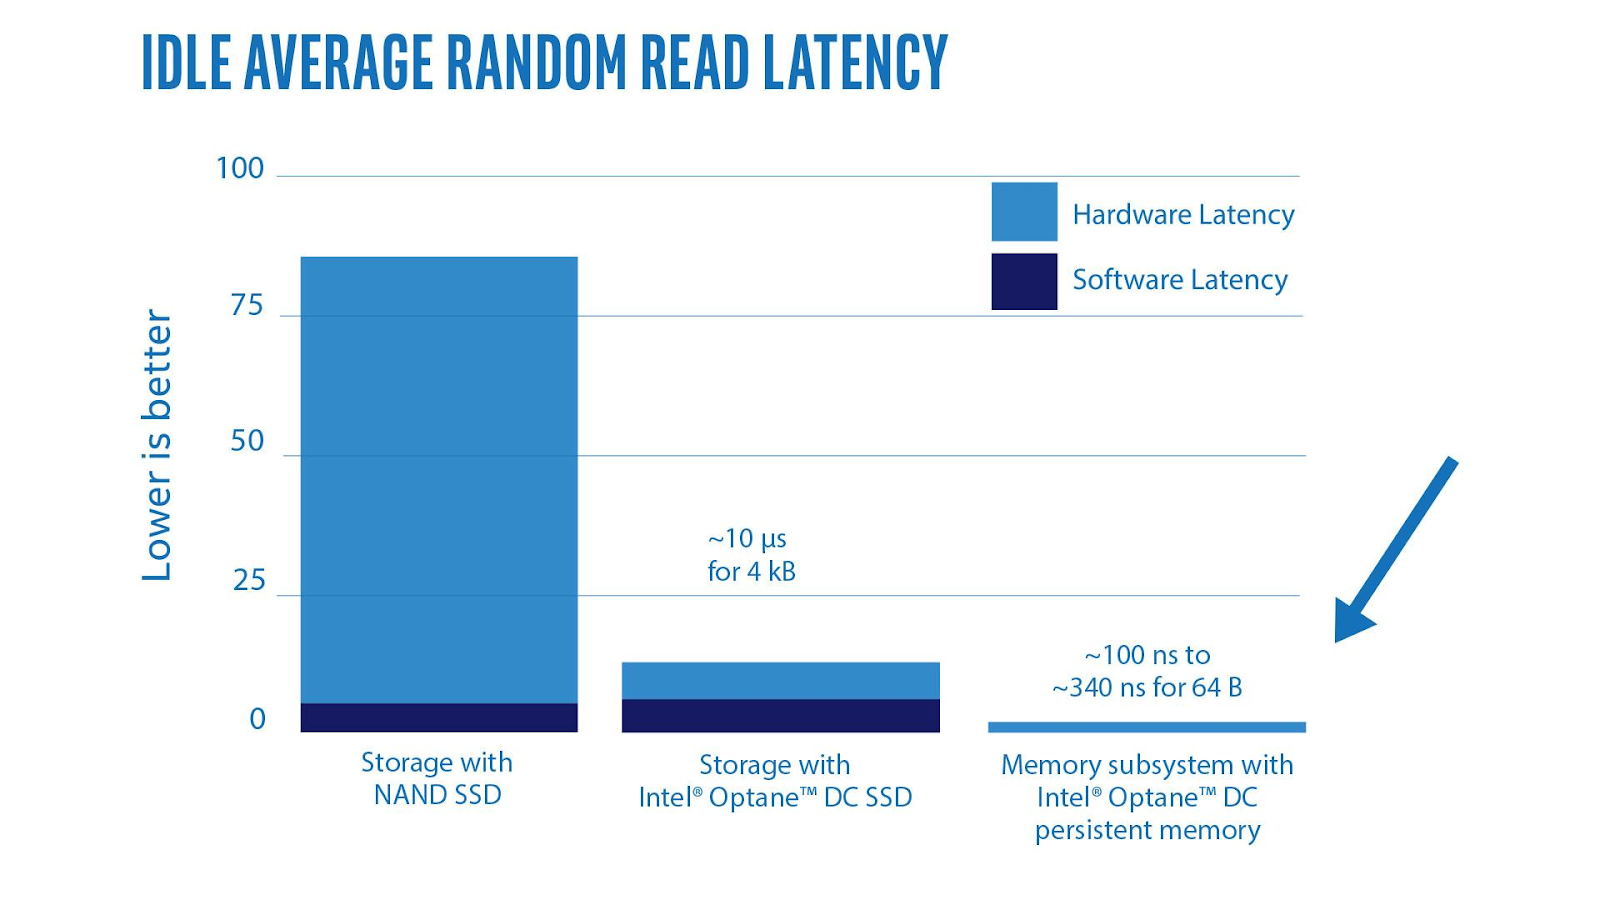 IDLE AVERAGE RANDOM READ LATENCY
Lower is better
100
75
50
25
0
Hardware Latency
Software Latency
~10 μs
for 4 kB
~100 ns to
~340 ns for 64 B
Storage with
NAND SSD
Storage with
Intel® Optane™ DC SSD
Memory subsystem with
Intel® Optane™ DC
persistent memory